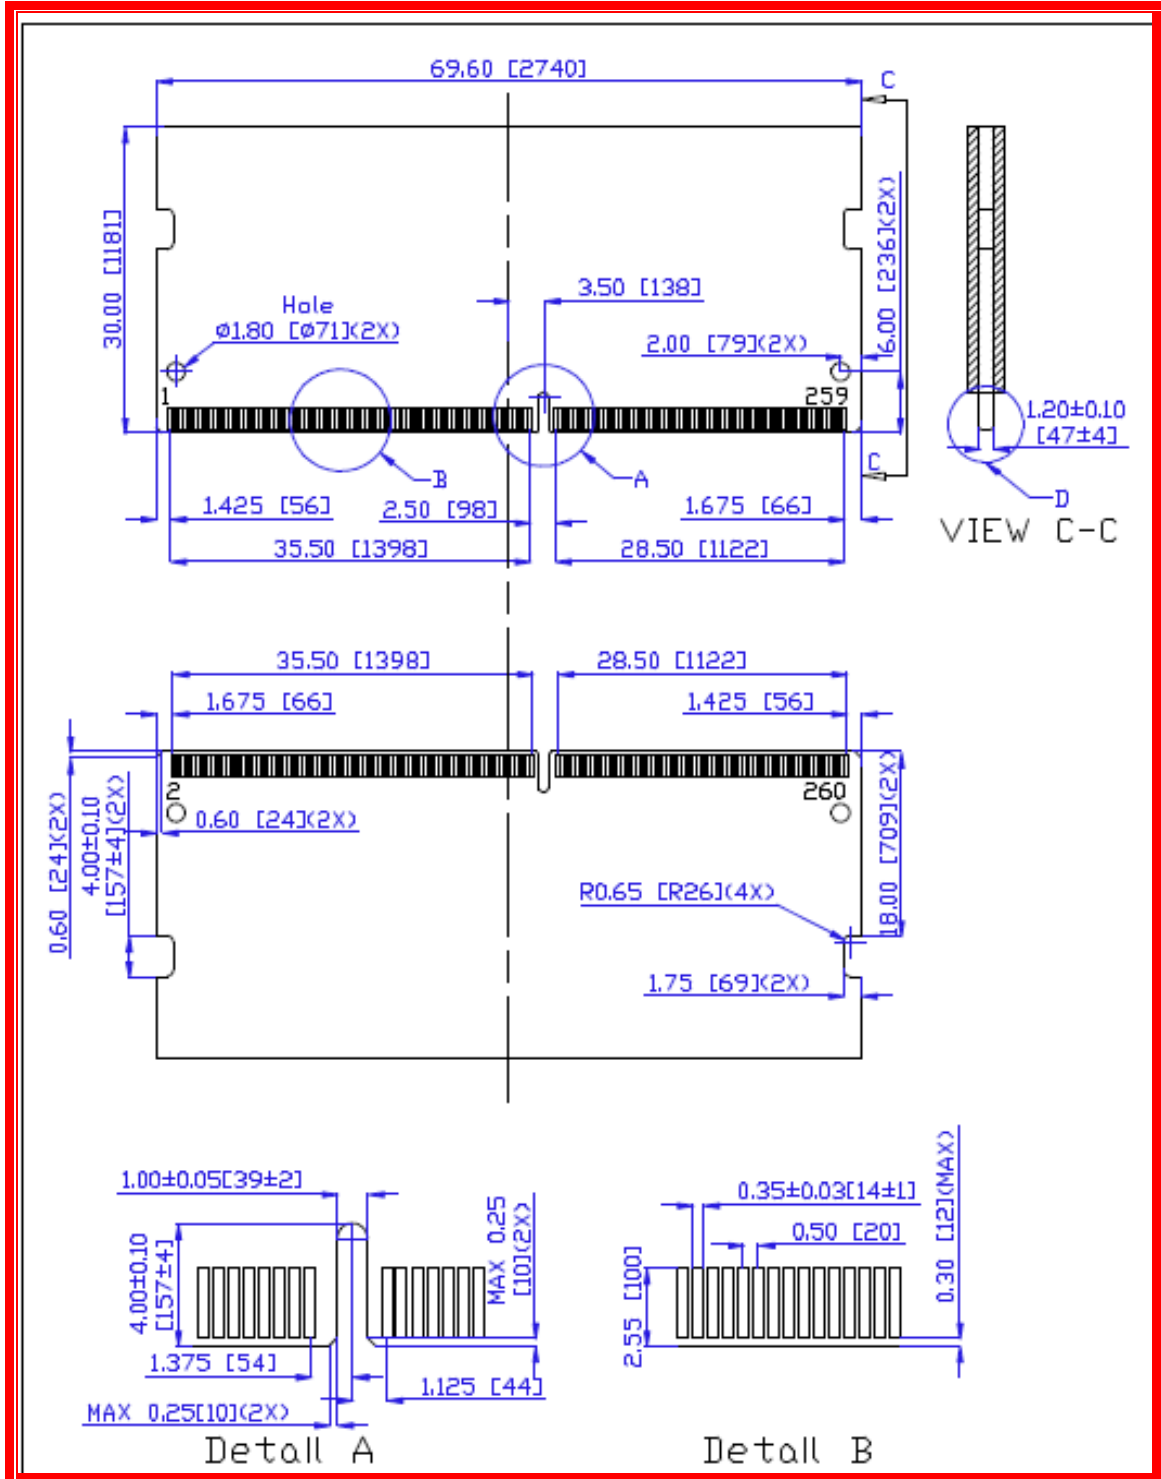 69.60 [2740]
C
30.00 [1181]
6.00 [236](2X)
3.50 [138]
Hole
Ø1.80 [Ø71](2X)
2.00 [79](2X)
1
259
1.20±0.10
[47±4]
B
A
C
D
1.425 [56]
2.50 [98]
1.675 [66]
VIEW C-C
35.50 [1398]
28.50 [1122]
35.50 [1398]
28.50 [1122]
1.675 [66]
1.425 [56]
2
260
0.60 [24](2X)
0.60 [24](2X)
4.00±0.10
[157±4](2X)
18.00 [709](2X)
R0.65 [R26](4X)
1.75 [69](2X)
1.00±0.05[39±2]
4.00±0.10
[157±4]
MAX 0.25
[10](2X)
0.35±0.03[14±1]
0.50 [20]
0.30 [12](MAX)
2.55 [100]
1.375 [54]
1.125 [44]
MAX 0.25[10](2X)
Detail A
Detail B